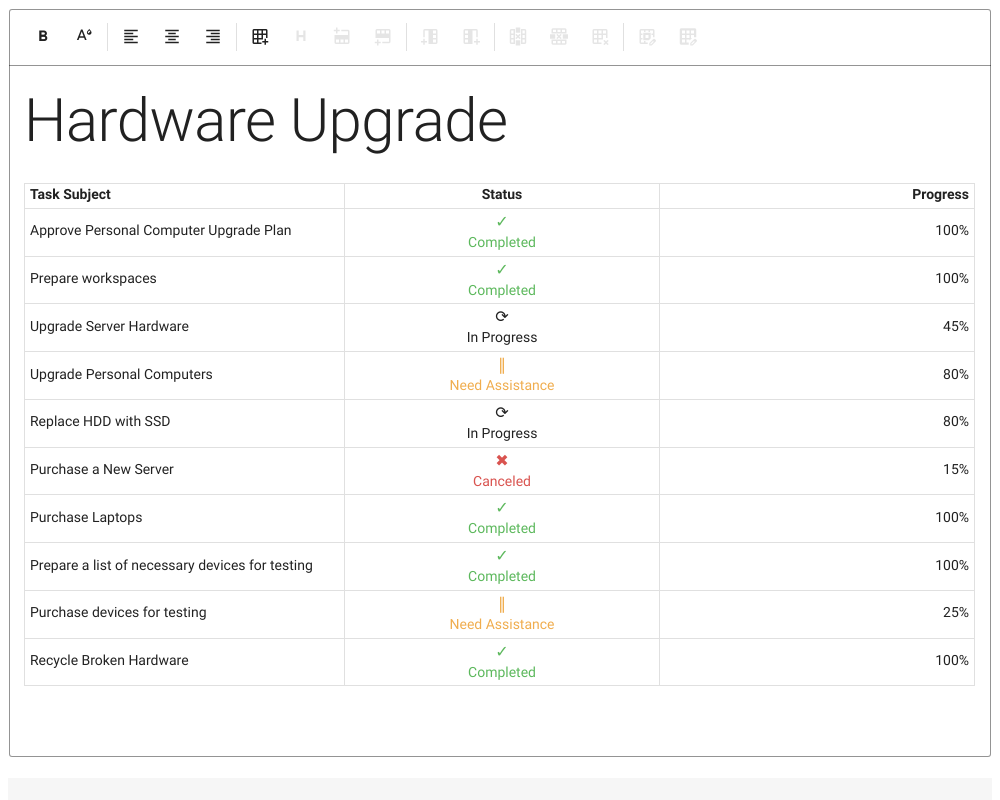 B A H
Hardware Upgrade
Task Subject Status Progress
Approve Personal Computer Upgrade Plan ✓ Completed 100%
Prepare workspaces ✓ Completed 100%
Upgrade Server Hardware ⟳ In Progress 45%
Upgrade Personal Computers ‖ Need Assistance 80%
Replace HDD with SSD ⟳ In Progress 80%
Purchase a New Server ✖ Canceled 15%
Purchase Laptops ✓ Completed 100%
Prepare a list of necessary devices for testing ✓ Completed 100%
Purchase devices for testing ‖ Need Assistance 25%
Recycle Broken Hardware ✓ Completed 100%